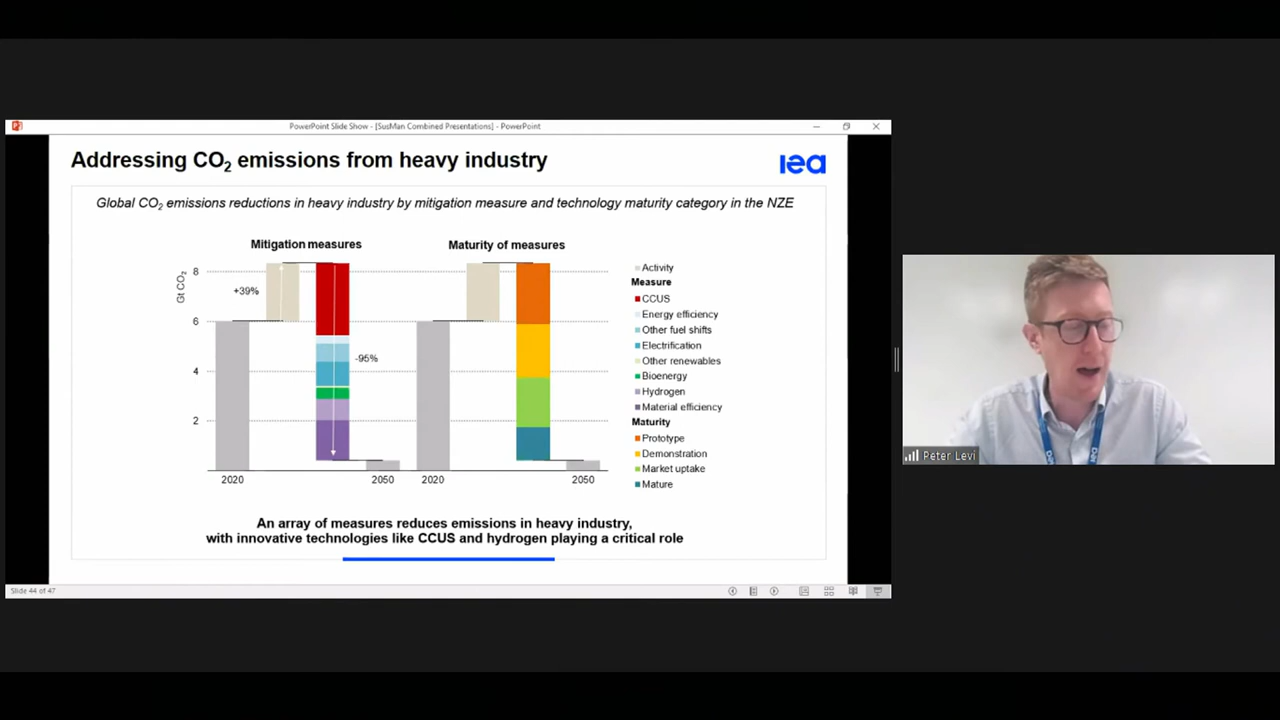 PowerPoint Slide Show - [SusMan Combined Presentations] - PowerPoint
Addressing CO₂ emissions from heavy industry
iea
Global CO₂ emissions reductions in heavy industry by mitigation measure and technology maturity category in the NZE
Mitigation measures
Maturity of measures
Gt CO₂
8
6
4
2
+39%
-95%
2020
2050
2020
2050
Activity
Measure
CCUS
Energy efficiency
Other fuel shifts
Electrification
Other renewables
Bioenergy
Hydrogen
Material efficiency
Maturity
Prototype
Demonstration
Market uptake
Mature
An array of measures reduces emissions in heavy industry,
with innovative technologies like CCUS and hydrogen playing a critical role
Slide 44 of 47
Peter Levi